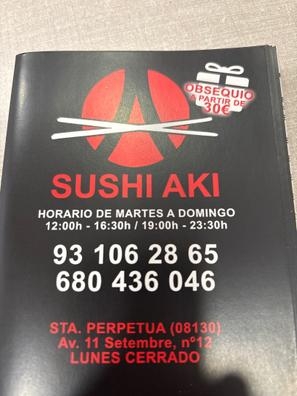 OBSEQUIO
A PARTIR DE
30€
SUSHI AKI
HORARIO DE MARTES A DOMINGO
12:00h - 16:30h / 19:00h - 23:30h
93 106 28 65
680 436 046
STA. PERPETUA (08130)
Av. 11 Setembre, nº12
LUNES CERRADO